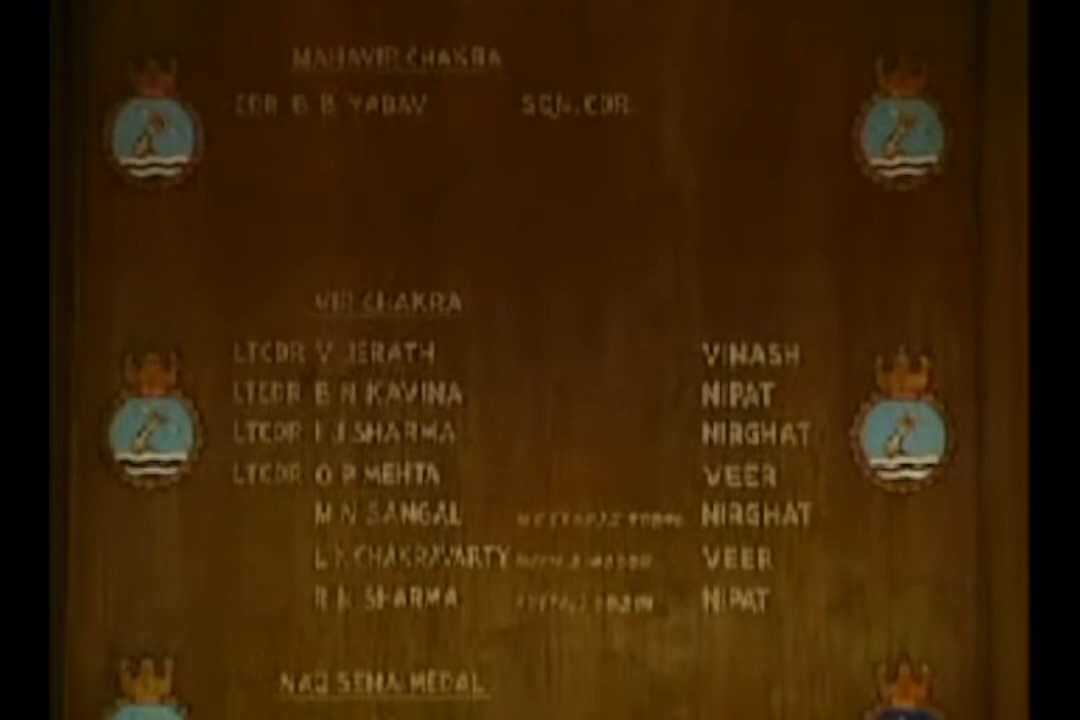 MAHAVIR CHAKRA
CDR B B YADAV SQN.CDR.
VIR CHAKRA
LTCDR V JERATH VINASH
LTCDR B N KAVINA NIPAT
LTCDR I J SHARMA NIRGHAT
LTCDR O P MEHTA VEER
M N SANGAL NIRGHAT
L K CHAKRAVARTY VEER
R N SHARMA NIPAT
NAO SENA MEDAL